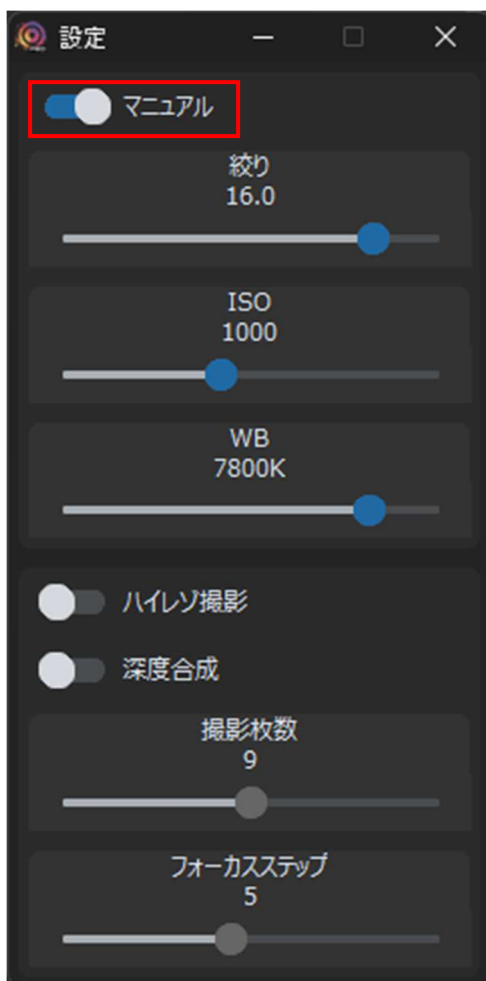 設定
マニュアル
絞り
16.0
ISO
1000
WB
7800K
ハイレゾ撮影
深度合成
撮影枚数
9
フォーカスステップ
5